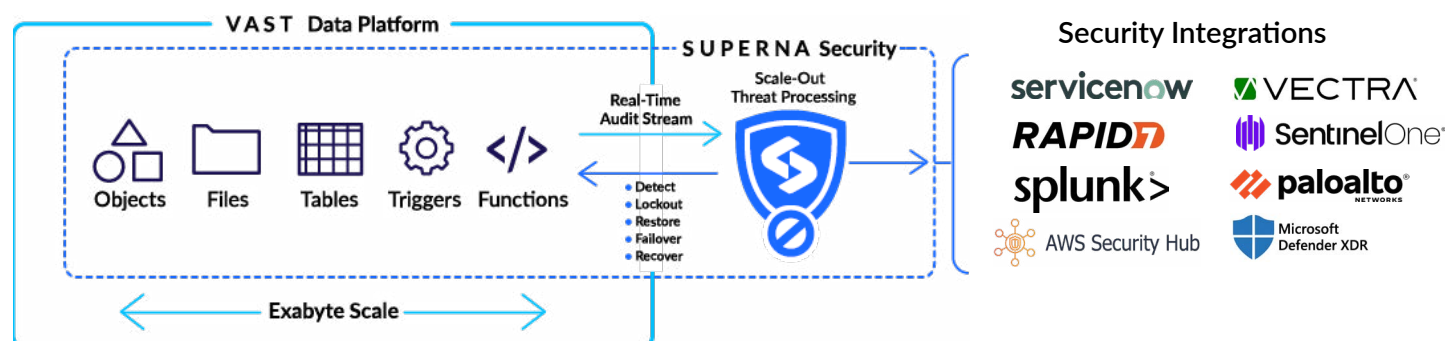 VAST Data Platform
SUPERNA Security
Scale-Out
Threat Processing
Real-Time
Audit Stream
Objects
Files
Tables
Triggers
Functions
</>
Detect
Lockout
Restore
Failover
Recover
Exabyte Scale
Security Integrations
servicenow
VECTRA®
RAPID7
SentinelOne®
splunk>
paloalto®
NETWORKS
AWS Security Hub
Microsoft
Defender XDR